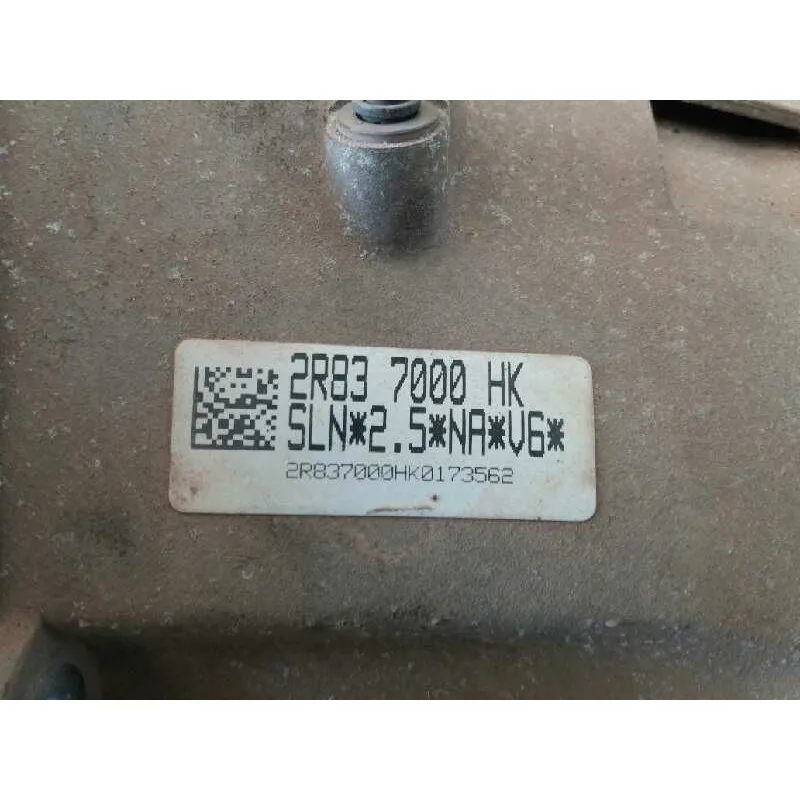 2R83 7000 HK
SLN*2.5*NA*V6*
2R837000HK0173562